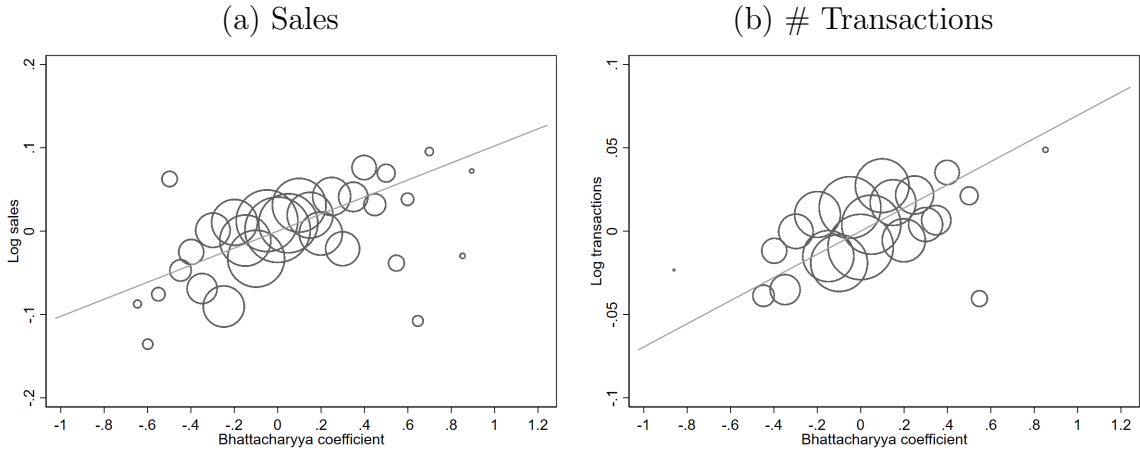 (a) Sales
(b) # Transactions
.2
.1
0
-.1
-.2
Log sales
-1 -.8 -.6 -.4 -.2 0 .2 .4 .6 .8 1 1.2
Bhattacharyya coefficient
.1
.05
0
-.05
-.1
Log transactions
-1 -.8 -.6 -.4 -.2 0 .2 .4 .6 .8 1 1.2
Bhattacharyya coefficient